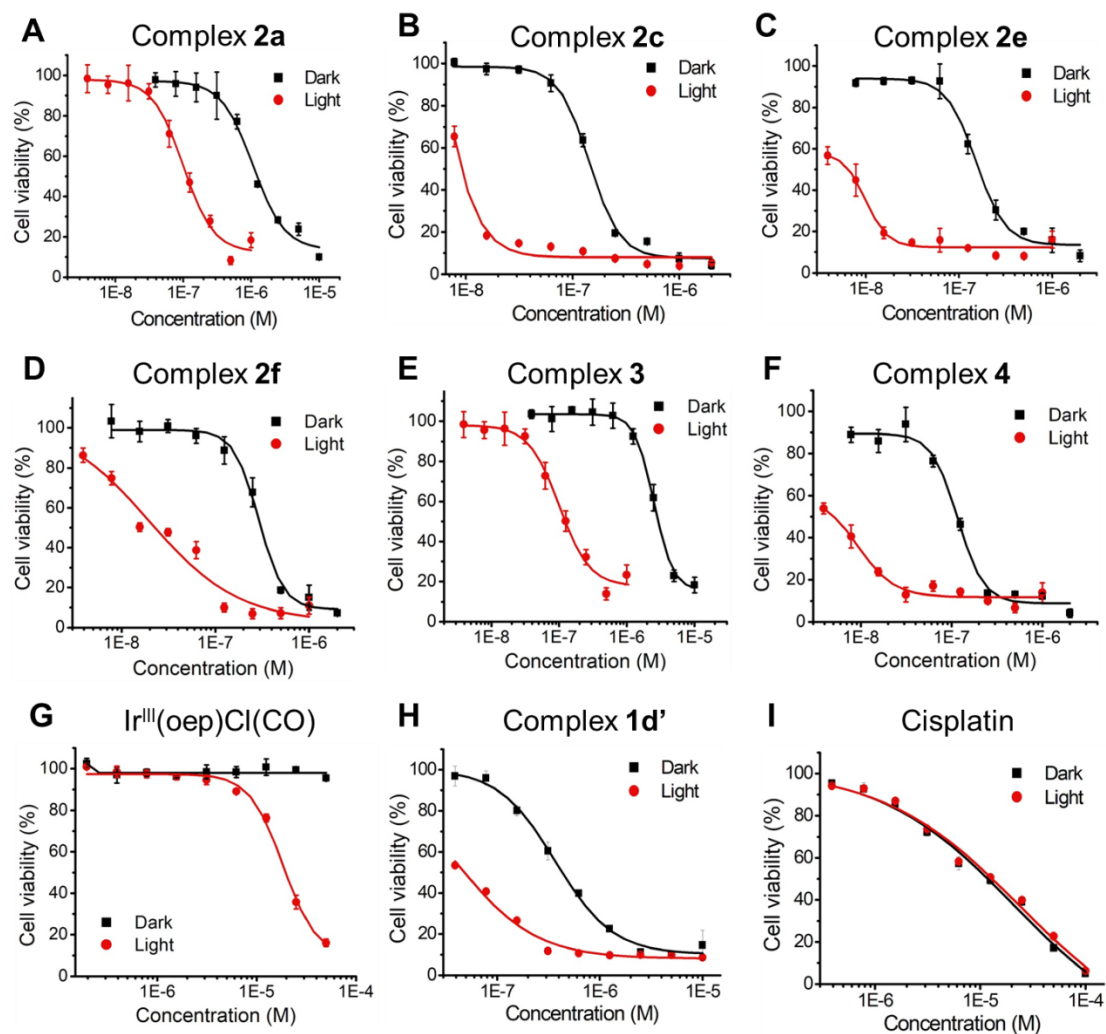 A
Complex 2a
Dark
Light
Cell viability (%)
100
80
60
40
20
0
1E-8
1E-7
1E-6
1E-5
Concentration (M)
B
Complex 2c
Dark
Light
Cell viability (%)
100
80
60
40
20
0
1E-8
1E-7
1E-6
Concentration (M)
C
Complex 2e
Dark
Light
Cell viability (%)
100
80
60
40
20
0
1E-8
1E-7
1E-6
Concentration (M)
D
Complex 2f
Dark
Light
Cell viability (%)
100
80
60
40
20
0
1E-8
1E-7
1E-6
Concentration (M)
E
Complex 3
Dark
Light
Cell viability (%)
100
80
60
40
20
0
1E-8
1E-7
1E-6
1E-5
Concentration (M)
F
Complex 4
Dark
Light
Cell viability (%)
100
80
60
40
20
0
1E-8
1E-7
1E-6
Concentration (M)
G
Ir^III(oep)Cl(CO)
Dark
Light
Cell viability (%)
100
80
60
40
20
0
1E-6
1E-5
1E-4
Concentration (M)
H
Complex 1d’
Dark
Light
Cell viability (%)
100
80
60
40
20
0
1E-7
1E-6
1E-5
Concentration (M)
I
Cisplatin
Dark
Light
Cell viability (%)
100
80
60
40
20
0
1E-6
1E-5
1E-4
Concentration (M)